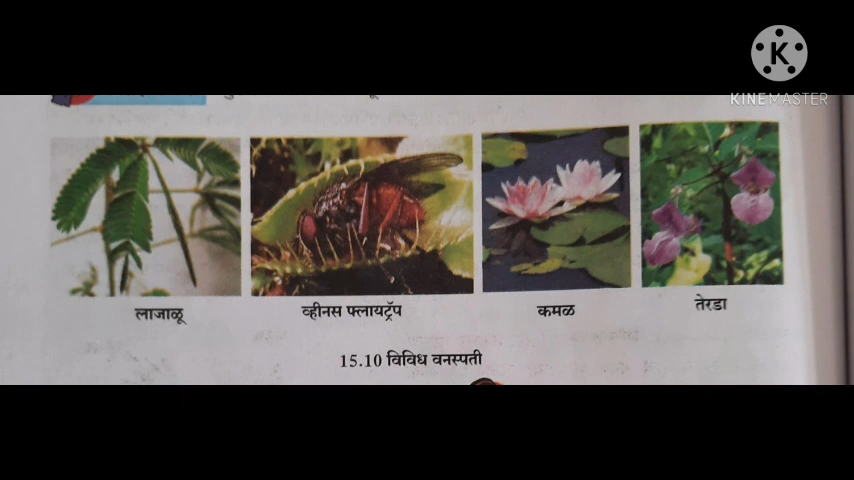 KINEMASTER
लाजाळू
व्हीनस फ्लायट्रॅप
कमळ
तेरडा
15.10 विविध वनस्पती